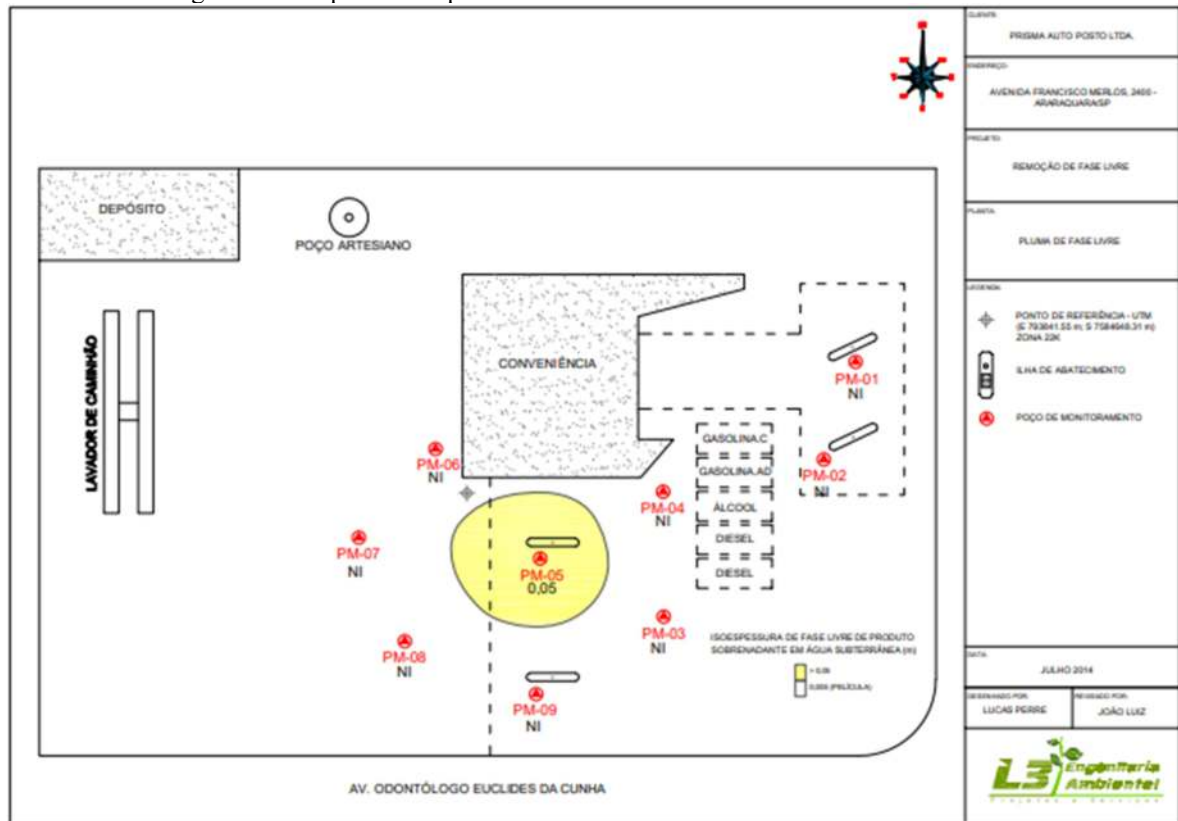 CLIENTE:
PRISMA AUTO POSTO LTDA.
ENDEREÇO:
AVENIDA FRANCISCO MERLOS, 2400 -
ARARAQUARA/SP
PROJETO:
REMOÇÃO DE FASE LIVRE
PLANTA:
PLUMA DE FASE LIVRE
LEGENDA:
PONTO DE REFERÊNCIA - UTM
ZONA 22K
ILHA DE ABATECIMENTO
POÇO DE MONITORAMENTO
DEPÓSITO
POÇO ARTESIANO
LAVADOR DE CAMINHÃO
CONVENIÊNCIA
PM-01
NI
GASOLINA.C
GASOLINA.AD
ÁLCOOL
DIESEL
DIESEL
PM-02
NI
PM-06
NI
PM-04
NI
PM-07
NI
PM-05
0,05
PM-03
NI
PM-08
NI
PM-09
NI
ISOESPESSURA DE FASE LIVRE DE PRODUTO
SOBRENADANTE EM ÁGUA SUBTERRÂNEA (m)
(PELÍCULA)
AV. ODONTÓLOGO EUCLIDES DA CUNHA
DATA:
JULHO 2014
DESENHADO POR:
LUCAS PERRE
REVISADO POR:
JOÃO LUIZ
L3 Engenharia
Ambiental
Projetos e Serviços